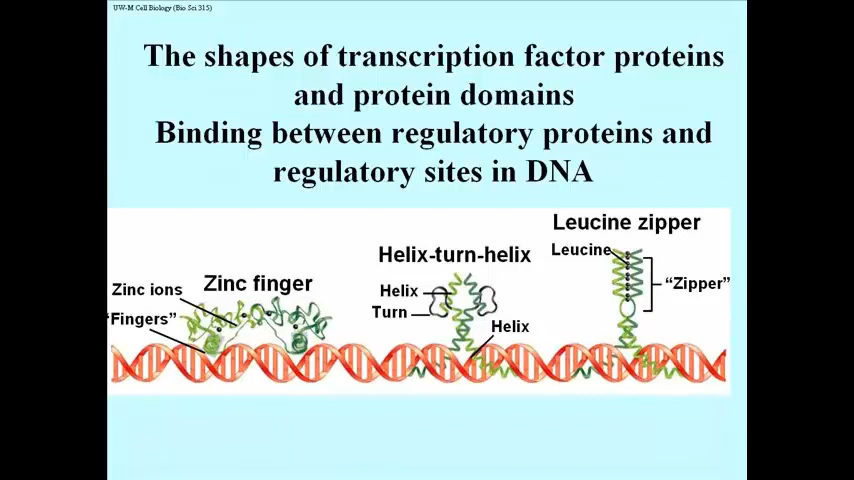 UW-M Cell Biology (Bio Sci 315)
The shapes of transcription factor proteins
and protein domains
Binding between regulatory proteins and
regulatory sites in DNA
Leucine zipper
Leucine
"Zipper"
Helix-turn-helix
Helix
Turn
Helix
Zinc finger
Zinc ions
"Fingers"